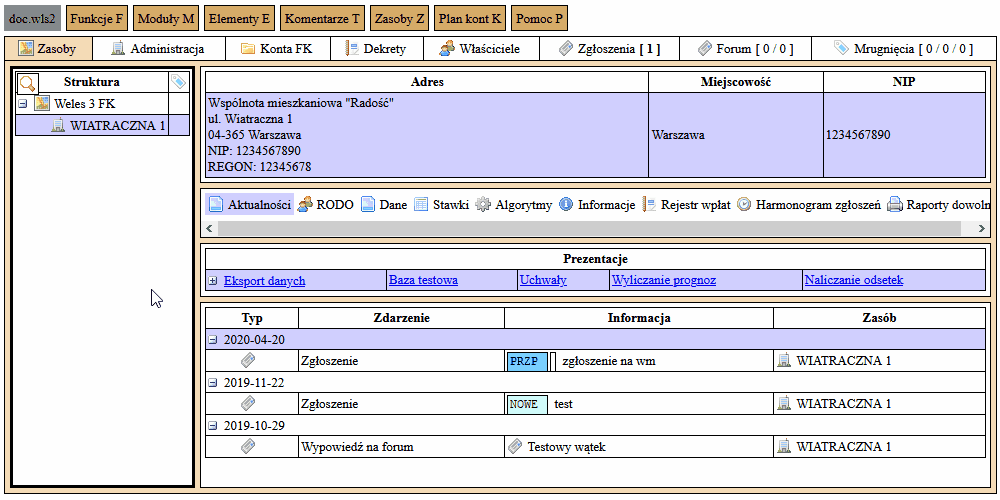 doc.wls2 Funkcje F Moduły M Elementy E Komentarze T Zasoby Z Plan kont K Pomoc P
Zasoby Administracja Konta FK Dekrety Właściciele Zgłoszenia [ 1 ] Forum [ 0 / 0 ] Mrugnięcia [ 0 / 0 / 0 ]
Struktura
Weles 3 FK
WIATRACZNA 1
Adres Miejscowość NIP
Wspólnota mieszkaniowa "Radość"
ul. Wiatraczna 1
04-365 Warszawa
NIP: 1234567890
REGON: 12345678
Warszawa
1234567890
Aktualności RODO Dane Stawki Algorytmy Informacje Rejestr wpłat Harmonogram zgłoszeń Raporty dowoln
Prezentacje
Eksport danych Baza testowa Uchwały Wyliczanie prognoz Naliczanie odsetek
Typ Zdarzenie Informacja Zasób
2020-04-20
Zgłoszenie PRZP zgłoszenie na wm WIATRACZNA 1
2019-11-22
Zgłoszenie NOWE test WIATRACZNA 1
2019-10-29
Wypowiedź na forum Testowy wątek WIATRACZNA 1